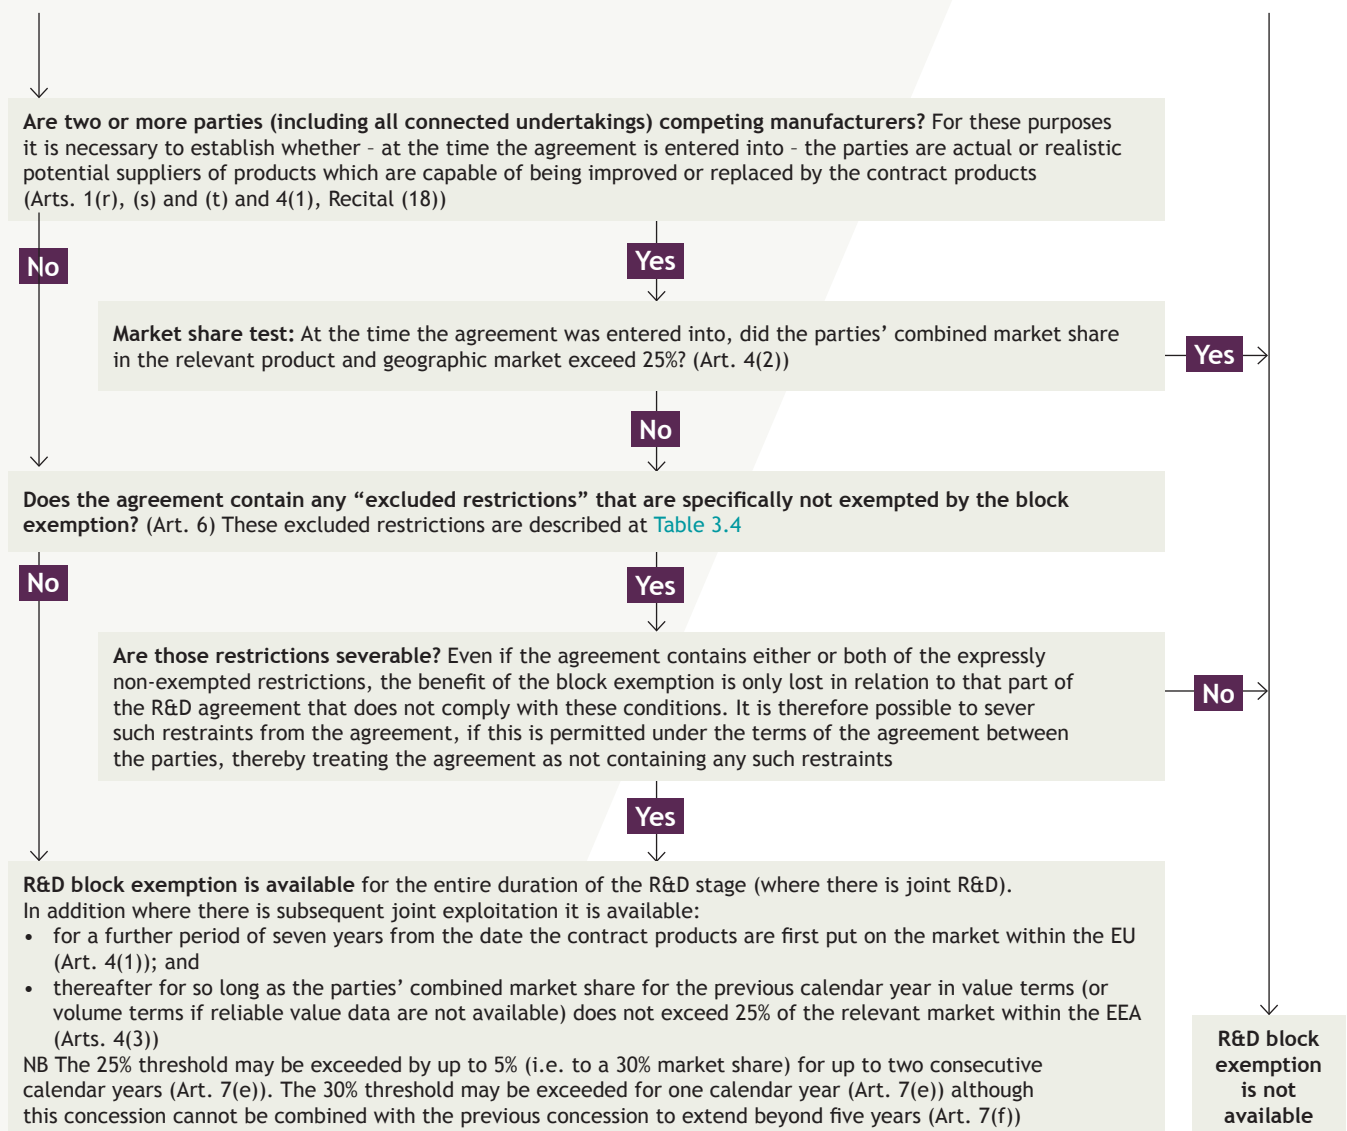 Are two or more parties (including all connected undertakings) competing manufacturers? For these purposes
it is necessary to establish whether – at the time the agreement is entered into – the parties are actual or realistic
potential suppliers of products which are capable of being improved or replaced by the contract products
(Arts. 1(r), (s) and (t) and 4(1), Recital (18))
No
Yes
Market share test: At the time the agreement was entered into, did the parties’ combined market share
in the relevant product and geographic market exceed 25%? (Art. 4(2))
Yes
No
Does the agreement contain any “excluded restrictions” that are specifically not exempted by the block
exemption? (Art. 6) These excluded restrictions are described at Table 3.4
No
Yes
Are those restrictions severable? Even if the agreement contains either or both of the expressly
non-exempted restrictions, the benefit of the block exemption is only lost in relation to that part of
the R&D agreement that does not comply with these conditions. It is therefore possible to sever
such restraints from the agreement, if this is permitted under the terms of the agreement between
the parties, thereby treating the agreement as not containing any such restraints
No
Yes
R&D block exemption is available for the entire duration of the R&D stage (where there is joint R&D).
In addition where there is subsequent joint exploitation it is available:
• for a further period of seven years from the date the contract products are first put on the market within the EU
(Art. 4(1)); and
• thereafter for so long as the parties’ combined market share for the previous calendar year in value terms (or
volume terms if reliable value data are not available) does not exceed 25% of the relevant market within the EEA
(Arts. 4(3))
NB The 25% threshold may be exceeded by up to 5% (i.e. to a 30% market share) for up to two consecutive
calendar years (Art. 7(e)). The 30% threshold may be exceeded for one calendar year (Art. 7(e)) although
this concession cannot be combined with the previous concession to extend beyond five years (Art. 7(f))
R&D block
exemption
is not
available